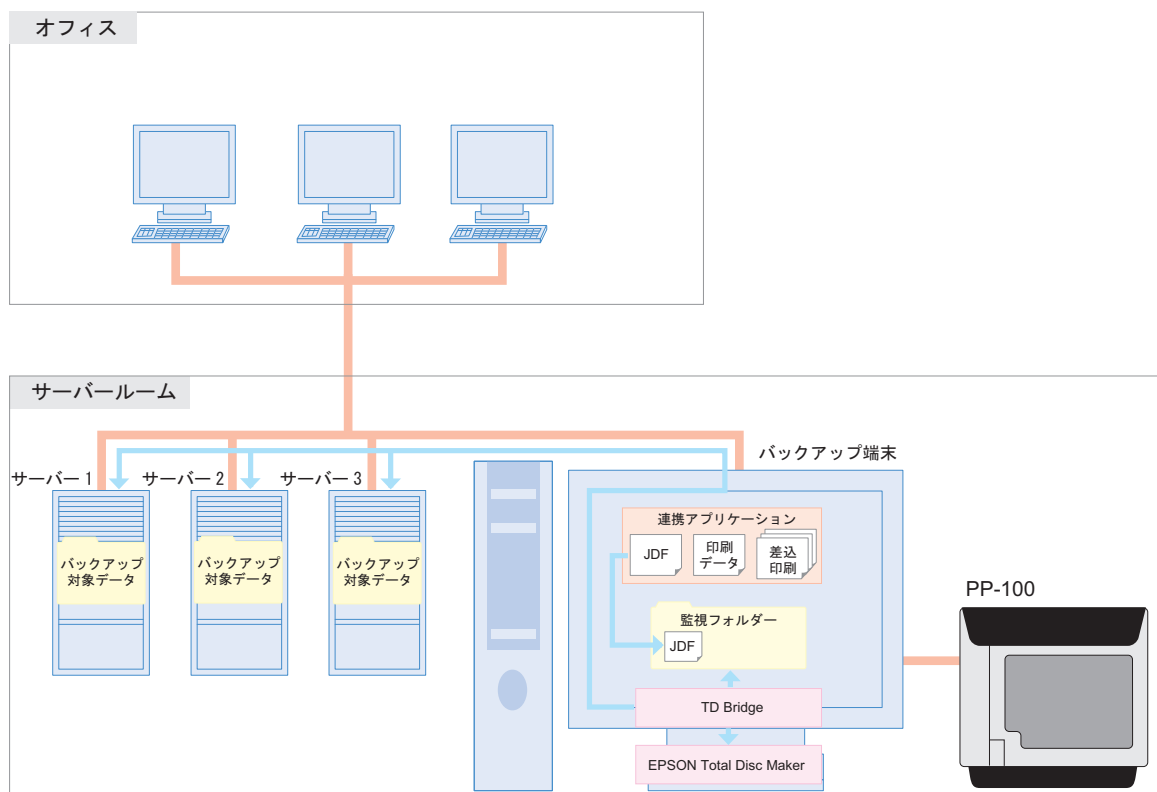 オフィス
サーバールーム
バックアップ端末
サーバー 1
サーバー 2
サーバー 3
連携アプリケーション
JDF
印刷
データ
差込
印刷
バックアップ
対象データ
バックアップ
対象データ
バックアップ
対象データ
監視フォルダー
JDF
PP-100
TD Bridge
EPSON Total Disc Maker